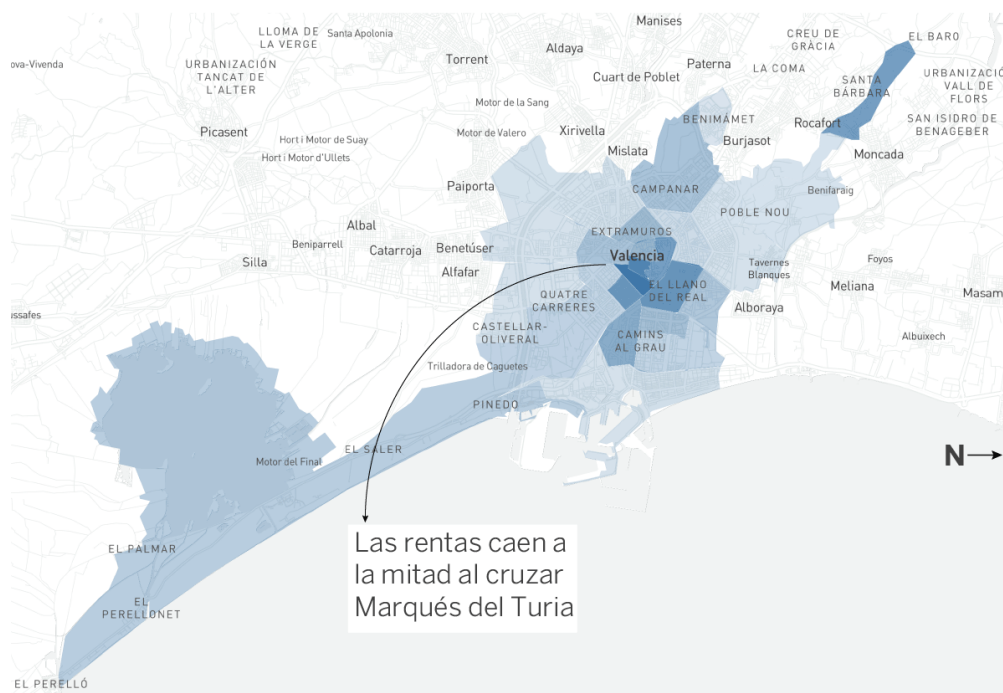 Manises
LLOMA DE
LA VERGE
Santa Apolonia
CREU DE
GRÀCIA
EL BARO
Torrent
Aldaya
ova-Vivenda
URBANIZACIÓN
TANCAT DE
L'ALTER
Cuart de Poblet
Paterna
LA COMA
SANTA
BÁRBARA
URBANIZACIÓ
VALL DE
FLORS
Motor de la Sang
Picasent
Hort i Motor de Suay
Motor de Valero
Xirivella
BENIMÁMET
Rocafort
SAN ISIDRO DE
BENAGEBER
Hort i Motor d'Ullets
Mislata
Burjasot
Moncada
Paiporta
CAMPANAR
Benifaraig
POBLE NOU
Albal
EXTRAMUROS
Beniparrell
Catarroja
Benetúser
Valencia
Silla
Alfafar
Tavernes
Blanques
Foyos
EL LLANO
DEL REAL
Meliana
Masam
QUATRE
CARRERES
Alboraya
ussafes
CASTELLAR-
OLIVERAL
CAMINS
AL GRAU
Albuixech
Trilladora de Caguetes
PINEDO
EL SALER
Motor del Final
N
EL PALMAR
Las rentas caen a
la mitad al cruzar
Marqués del Turia
EL
PERELLONET
EL PERELLÓ